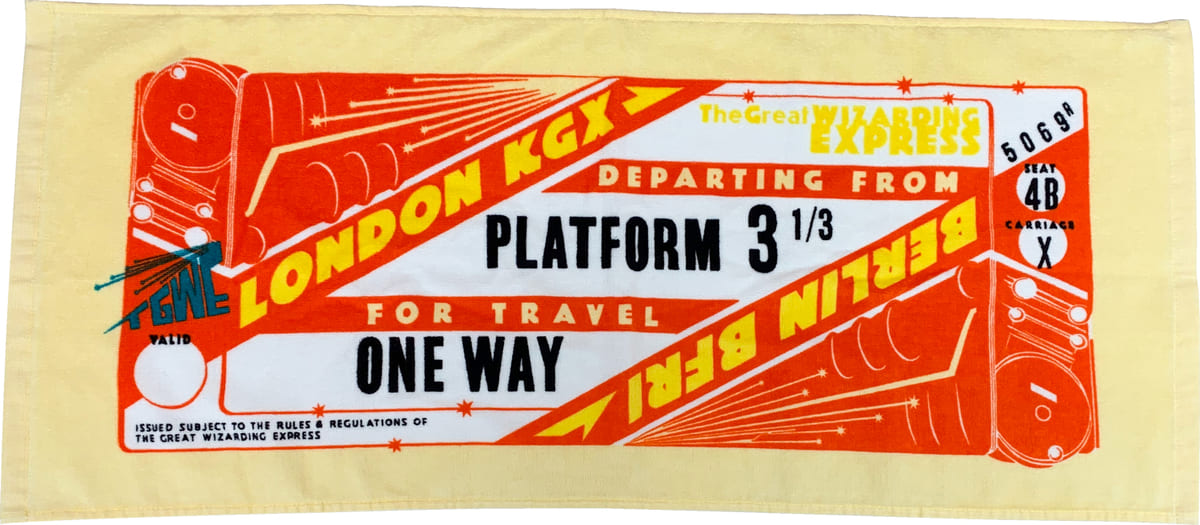 LONDON KGX
The Great WIZARDING
EXPRESS
5069R
SEAT
4B
CARRIAGE
X
DEPARTING FROM
PLATFORM 3 1/3
BERLIN BFRI
TGWE
FOR TRAVEL
ONE WAY
VALID
ISSUED SUBJECT TO THE RULES & REGULATIONS OF
THE GREAT WIZARDING EXPRESS